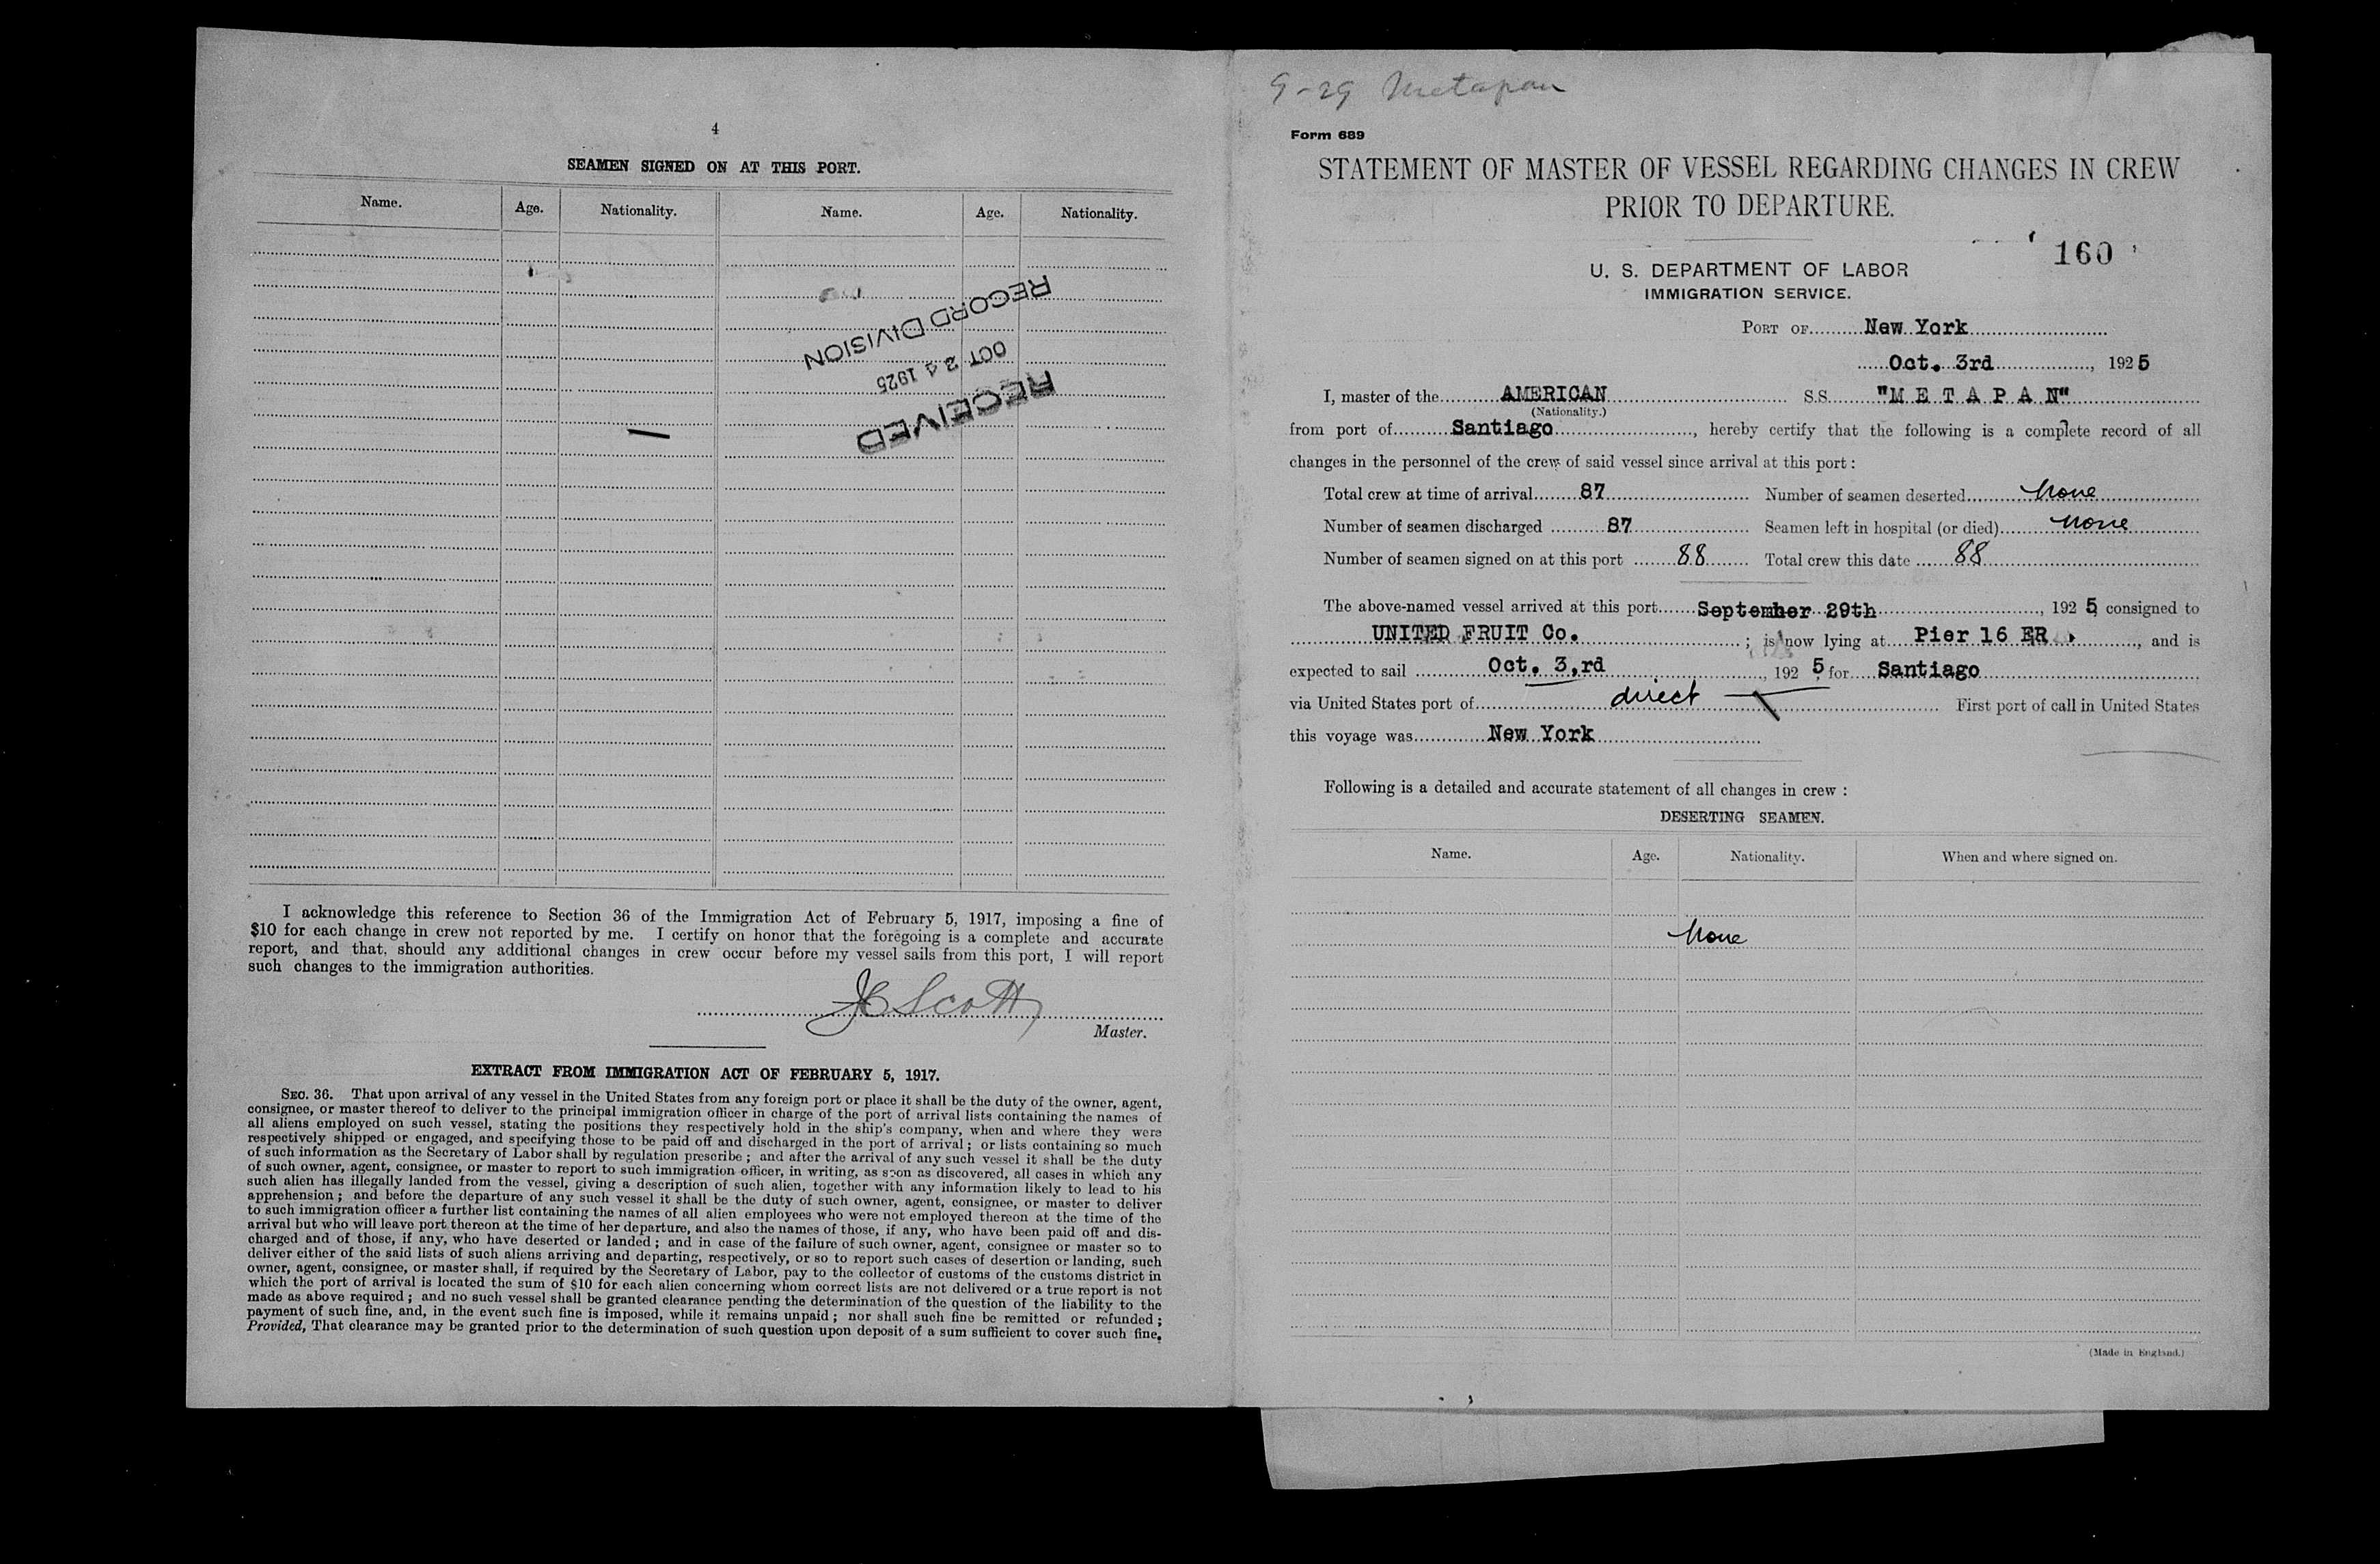 4
SEAMEN SIGNED ON AT THIS PORT.
Name. Age. Nationality. Name. Age. Nationality.
RECEIVED
OCT 24 1925
RECORD DIVISION
I acknowledge this reference to Section 36 of the Immigration Act of February 5, 1917, imposing a fine of
$10 for each change in crew not reported by me. I certify on honor that the foregoing is a complete and accurate
report, and that, should any additional changes in crew occur before my vessel sails from this port, I will report
such changes to the immigration authorities.
JE Scott
Master.
EXTRACT FROM IMMIGRATION ACT OF FEBRUARY 5, 1917.
SEC. 36. That upon arrival of any vessel in the United States from any foreign port or place it shall be the duty of the owner, agent,
consignee, or master thereof to deliver to the principal immigration officer in charge of the port of arrival lists containing the names of
all aliens employed on such vessel, stating the positions they respectively hold in the ship's company, when and where they were
respectively shipped or engaged, and specifying those to be paid off and discharged in the port of arrival; or lists containing so much
of such information as the Secretary of Labor shall by regulation prescribe; and after the arrival of any such vessel it shall be the duty
of such owner, agent, consignee, or master to report to such immigration officer, in writing, as soon as discovered, all cases in which any
such alien has illegally landed from the vessel, giving a description of such alien, together with any information likely to lead to his
apprehension; and before the departure of any such vessel it shall be the duty of such owner, agent, consignee, or master to deliver
to such immigration officer a further list containing the names of all alien employees who were not employed thereon at the time of the
arrival but who will leave port thereon at the time of her departure, and also the names of those, if any, who have been paid off and dis-
charged and of those, if any, who have deserted or landed; and in case of the failure of such owner, agent, consignee or master so to
deliver either of the said lists of such aliens arriving and departing, respectively, or so to report such cases of desertion or landing, such
owner, agent, consignee, or master shall, if required by the Secretary of Labor, pay to the collector of customs of the customs district in
which the port of arrival is located the sum of $10 for each alien concerning whom correct lists are not delivered or a true report is not
made as above required; and no such vessel shall be granted clearance pending the determination of the question of the liability to the
payment of such fine, and, in the event such fine is imposed, while it remains unpaid; nor shall such fine be remitted or refunded;
Provided, That clearance may be granted prior to the determination of such question upon deposit of a sum sufficient to cover such fine.
9-29 Metapan
Form 689
STATEMENT OF MASTER OF VESSEL REGARDING CHANGES IN CREW
PRIOR TO DEPARTURE.
160
U. S. DEPARTMENT OF LABOR
IMMIGRATION SERVICE.
PORT OF New York
Oct. 3rd, 1925
I, master of the AMERICAN S.S. "M E T A P A N"
(Nationality.)
from port of Santiago, hereby certify that the following is a complete record of all
changes in the personnel of the crew of said vessel since arrival at this port:
Total crew at time of arrival 87 Number of seamen deserted None
Number of seamen discharged 87 Seamen left in hospital (or died) None
Number of seamen signed on at this port 88 Total crew this date 88
The above-named vessel arrived at this port September 29th, 1925, consigned to
UNITED FRUIT Co.; is now lying at Pier 16 ER, and is
expected to sail Oct. 3,rd, 1925, for Santiago
via United States port of direct First port of call in United States
this voyage was New York
Following is a detailed and accurate statement of all changes in crew:
DESERTING SEAMEN.
Name. Age. Nationality. When and where signed on.
None
(Made in England.)